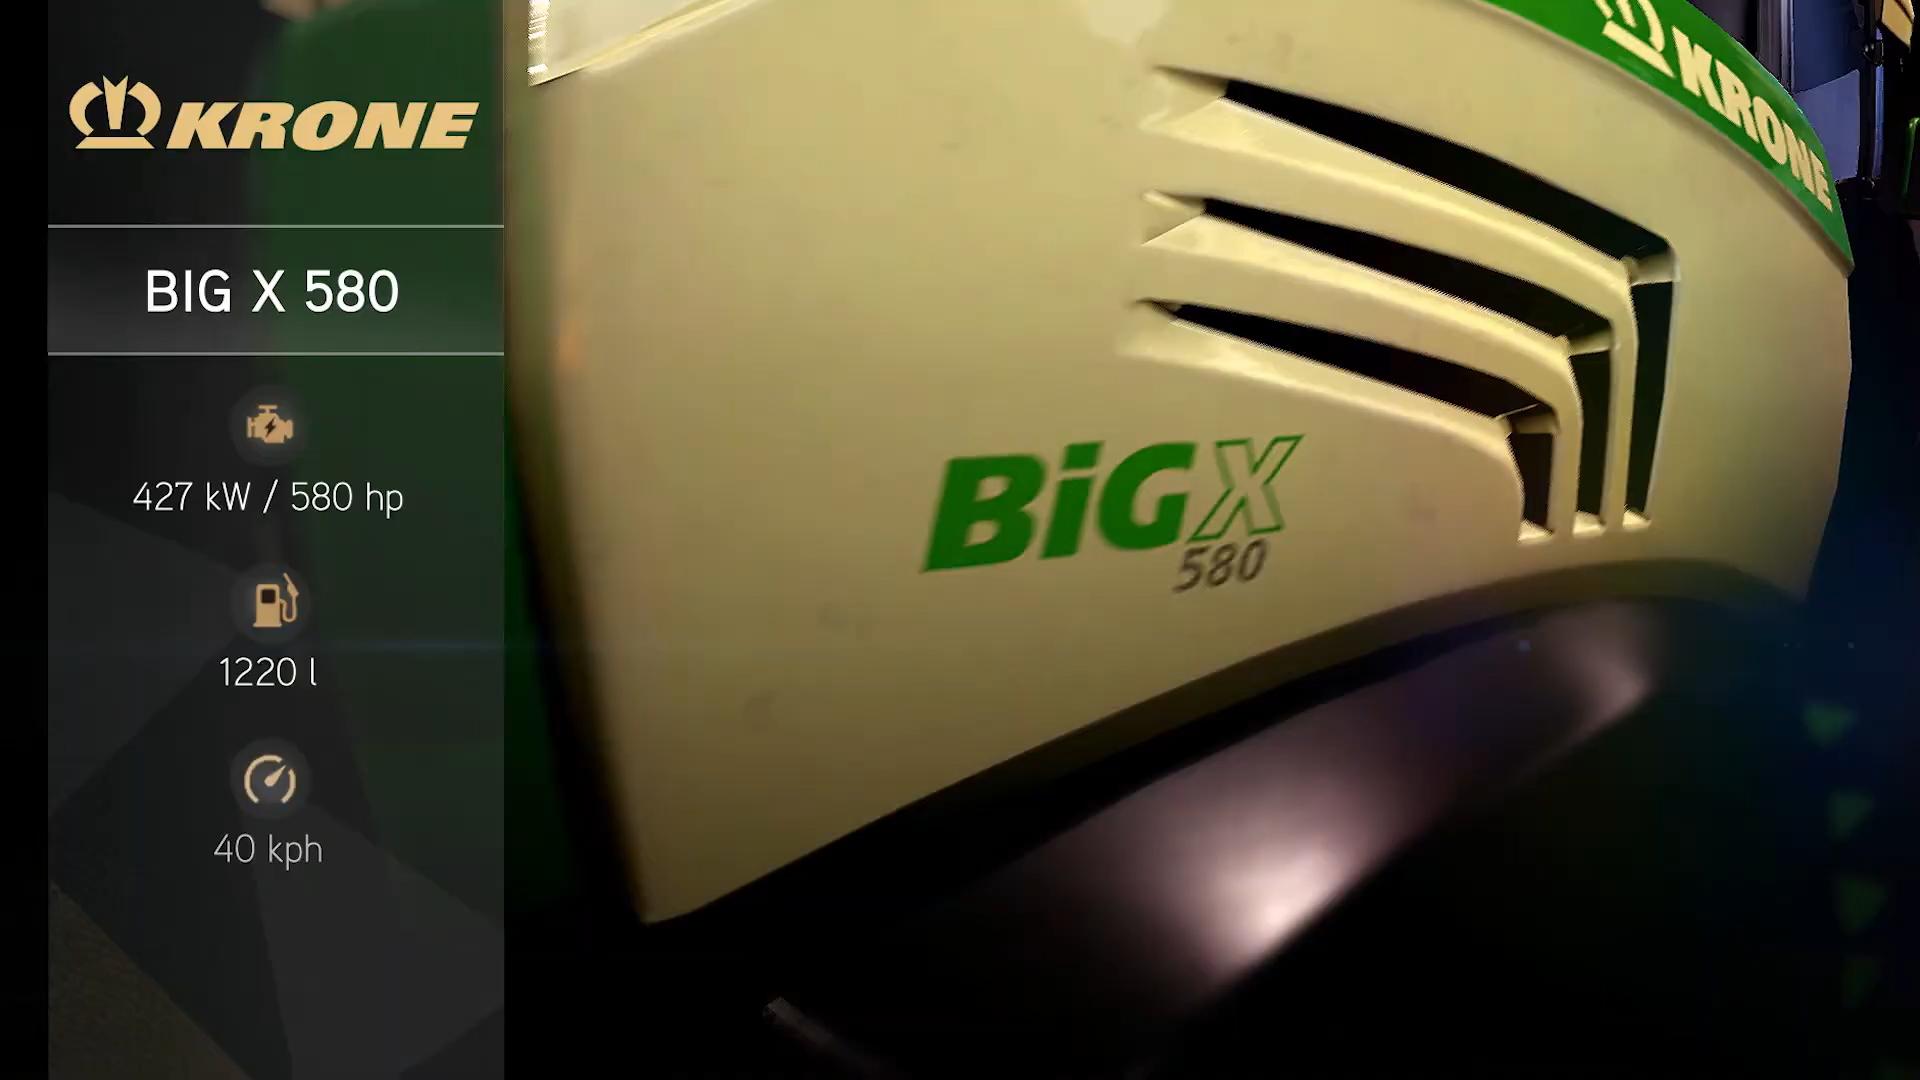 KRONE
BIG X 580
427 kW / 580 hp
1220 l
40 kph
KRONE
BiGX
580